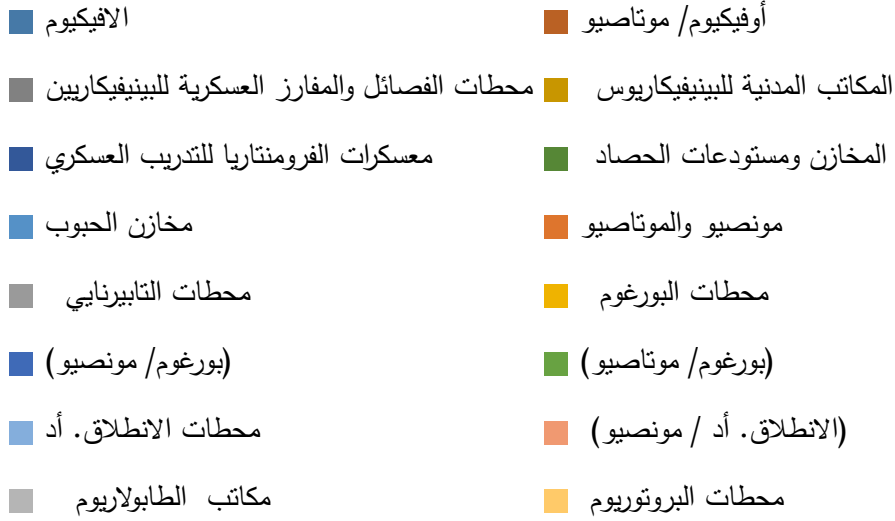 أوفيكيوم/ موتاصيو الافيكيوم
المكاتب المدنية للبينيفيكاريوس محطات الفصائل والمفارز العسكرية للبينيفيكاريين
المخازن ومستودعات الحصاد معسكرات الفرومنتاريا للتدريب العسكري
مونصيو والموتاصيو مخازن الحبوب
محطات البورغوم محطات التابيرنايي
(بورغوم/ موتاصيو) (بورغوم/ مونصيو)
(الانطلاق. أد / مونصيو) محطات الانطلاق. أد
محطات البروتوريوم مكاتب الطابولاريوم